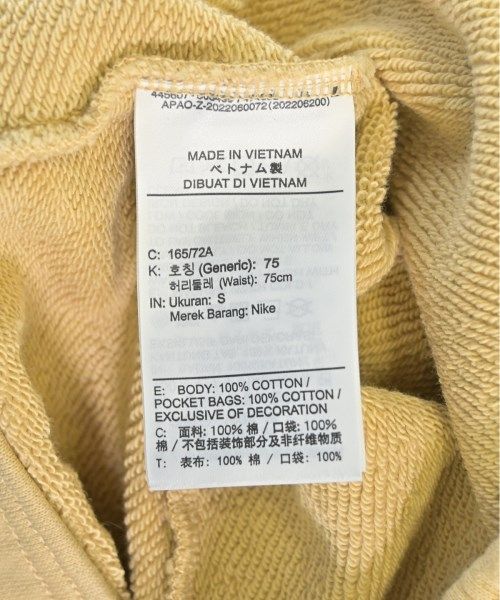 APAO-Z-2022060072 (202206200)
MADE IN VIETNAM
ベトナム製
DIBUAT DI VIETNAM
C: 165/72A
K: 호칭 (Generic): 75
허리둘레 (Waist): 75cm
IN: Ukuran: S
Merek Barang: Nike
E: BODY: 100% COTTON /
POCKET BAGS: 100% COTTON /
EXCLUSIVE OF DECORATION
C: 面料: 100% 棉 / 口袋: 100%
棉 / 不包括装饰部分及非纤维物质
T: 表布: 100% 棉 / 口袋: 100%